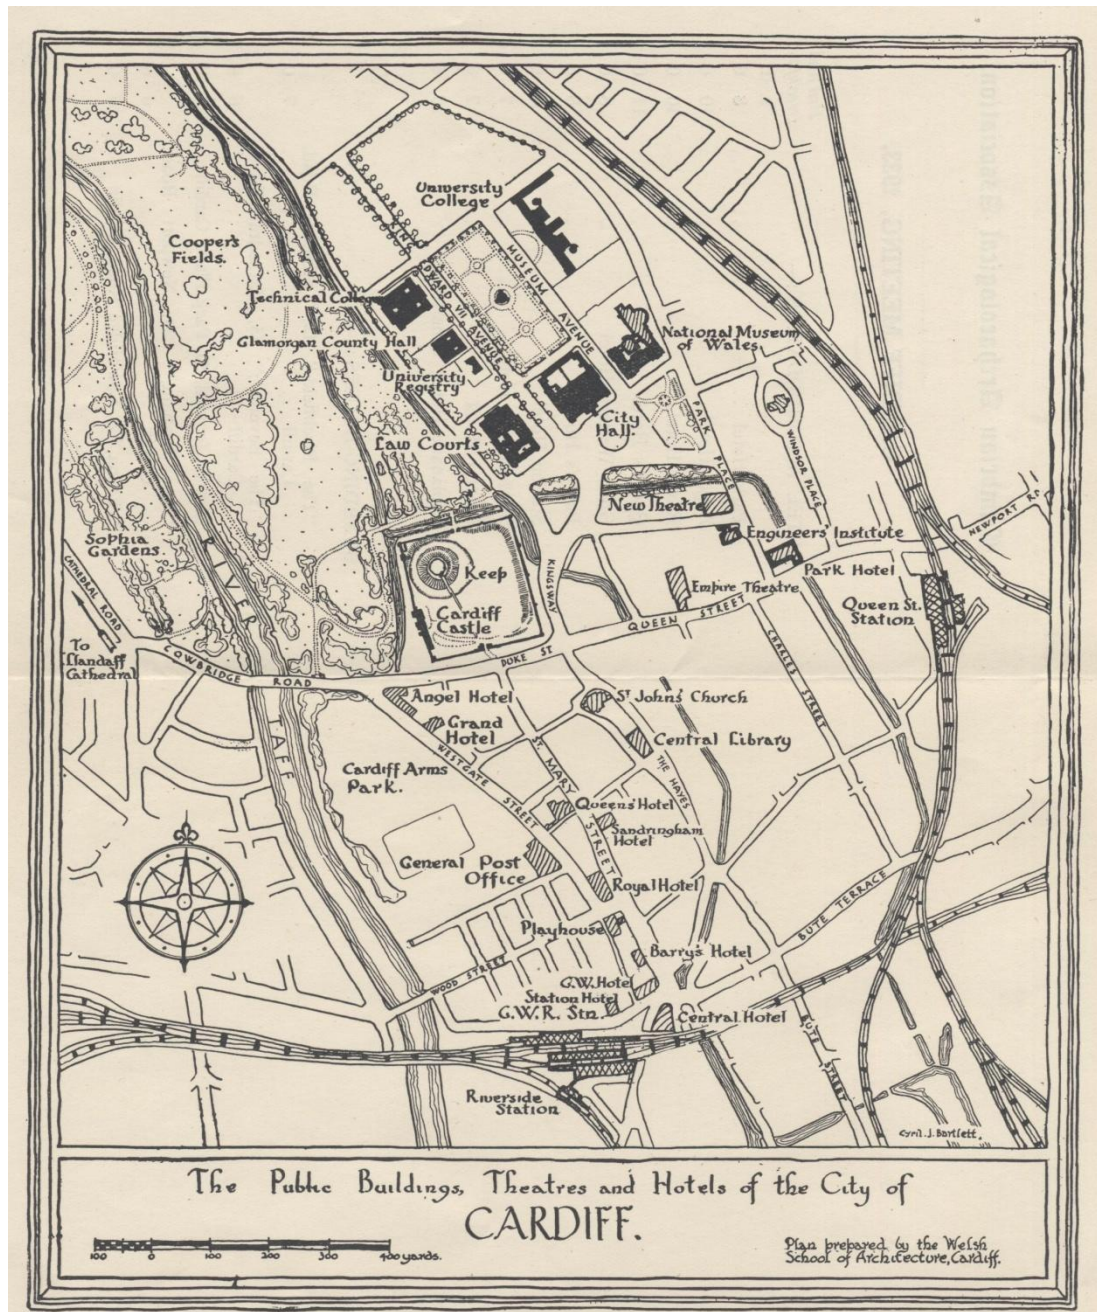 University
College
Cooper's
Fields.
MUSEUM
AVENUE
EDWARD VII AVENUE
Technical College
Glamorgan County Hall
National Museum
of Wales.
University
Registry
City
Hall.
Law Courts
PARK
PLACE
WINDSOR PLACE
New Theatre
Engineers' Institute
NEWPORT RD
Park Hotel
Sophia
Gardens.
RIVER
TAFF
Keep
Cardiff
Castle
KINGSWAY
Empire Theatre
Queen St.
Station
QUEEN STREET
CHARLES STREET
CATHEDRAL ROAD
To
Llandaff
Cathedral
COWBRIDGE ROAD
DUKE ST.
Angel Hotel
St John's Church
Grand
Hotel
Central Library
WESTGATE STREET
ST. MARY STREET
THE HAYES
Cardiff Arms
Park.
Queens' Hotel
Sandringham
Hotel
General Post
Office
Royal Hotel
BUTE TERRACE
Playhouse
Barry's Hotel
WOOD STREET
G.W. Hotel
Station Hotel
G.W.R. Stn.
Central Hotel
BUTE STREET
Riverside
Station
Cyril. J. Bartlett.
The Public Buildings, Theatres and Hotels of the City of
CARDIFF.
100 0 100 200 300 400 yards.
Plan prepared by the Welsh
School of Architecture, Cardiff.